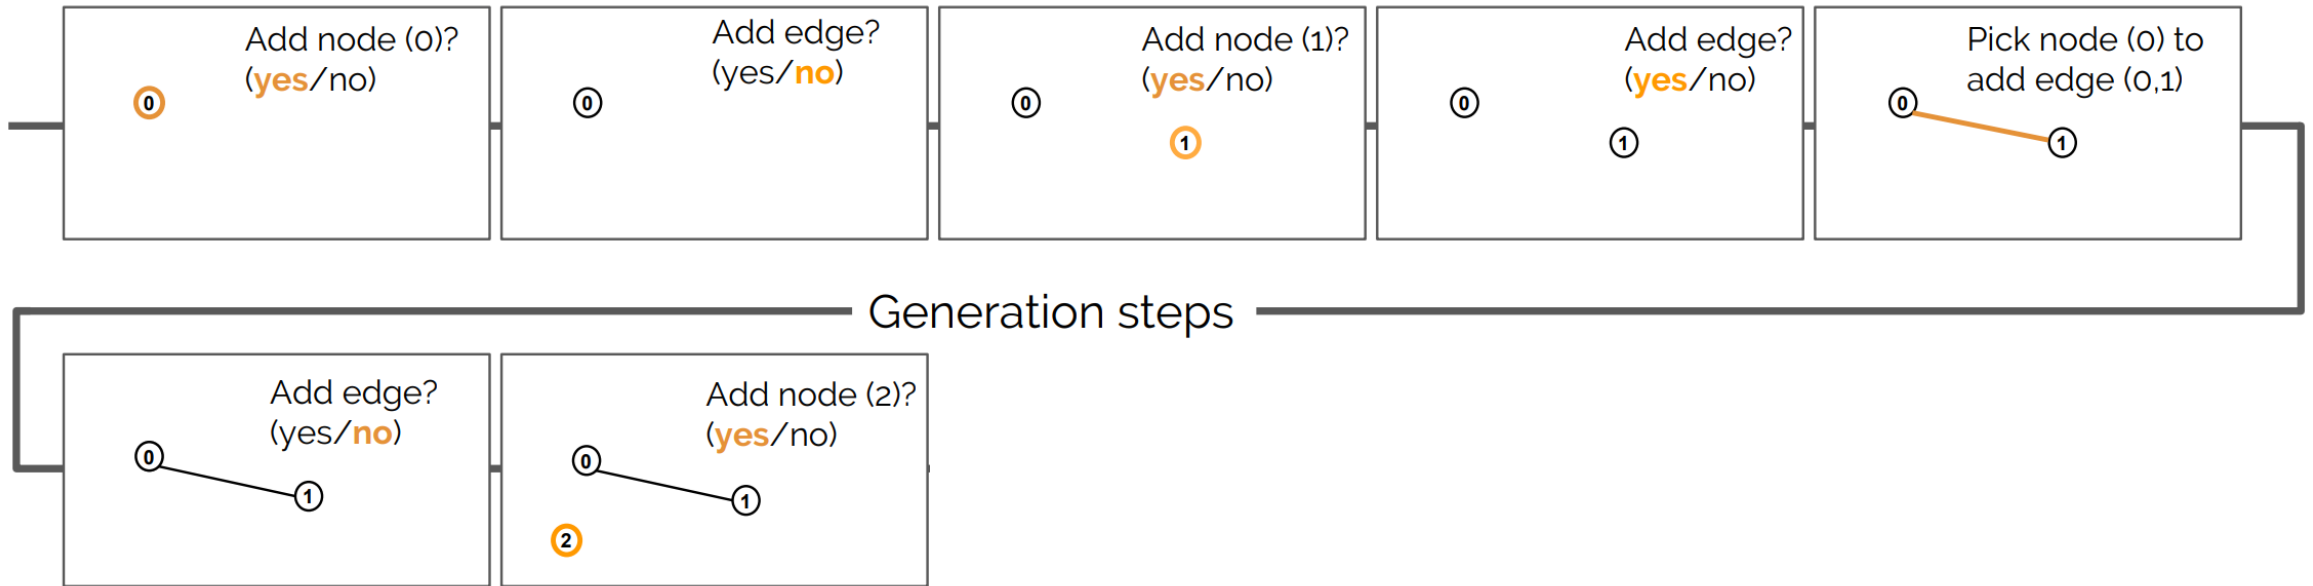 Add node (0)?
(yes/no)
0
Add edge?
(yes/no)
0
Add node (1)?
(yes/no)
0
1
Add edge?
(yes/no)
0
1
Pick node (0) to
add edge (0,1)
0
1
Generation steps
Add edge?
(yes/no)
0
1
Add node (2)?
(yes/no)
0
1
2